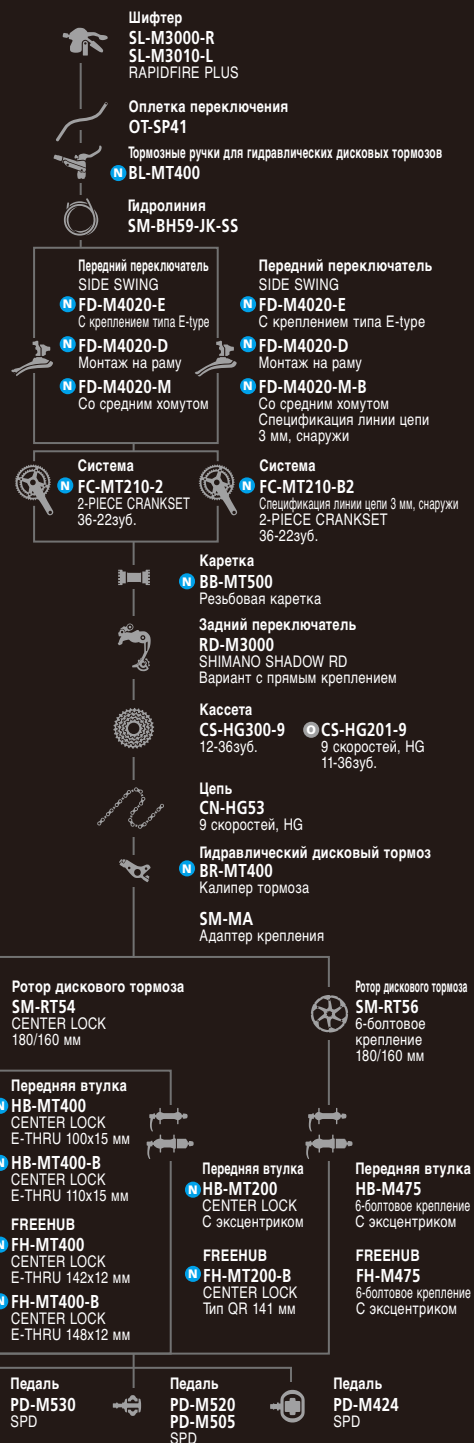 Шифтер
SL-M3000-R
SL-M3010-L
RAPIDFIRE PLUS
Оплетка переключения
OT-SP41
Тормозные ручки для гидравлических дисковых тормозов
N BL-MT400
Гидролиния
SM-BH59-JK-SS
Передний переключатель
SIDE SWING
N FD-M4020-E
С креплением типа E-type
N FD-M4020-D
Монтаж на раму
N FD-M4020-M
Со средним хомутом
Передний переключатель
SIDE SWING
N FD-M4020-E
С креплением типа E-type
N FD-M4020-D
Монтаж на раму
N FD-M4020-M-B
Со средним хомутом
Спецификация линии цепи
3 мм, снаружи
Система
N FC-MT210-2
2-PIECE CRANKSET
36-22зуб.
Система
N FC-MT210-B2
Спецификация линии цепи 3 мм, снаружи
2-PIECE CRANKSET
36-22зуб.
Каретка
N BB-MT500
Резьбовая каретка
Задний переключатель
RD-M3000
SHIMANO SHADOW RD
Вариант с прямым креплением
Кассета
CS-HG300-9
12-36зуб.
O CS-HG201-9
9 скоростей, HG
11-36зуб.
Цепь
CN-HG53
9 скоростей, HG
Гидравлический дисковый тормоз
N BR-MT400
Калипер тормоза
SM-MA
Адаптер крепления
Ротор дискового тормоза
SM-RT54
CENTER LOCK
180/160 мм
Ротор дискового тормоза
SM-RT56
6-болтовое
крепление
180/160 мм
Передняя втулка
N HB-MT400
CENTER LOCK
E-THRU 100x15 мм
N HB-MT400-B
CENTER LOCK
E-THRU 110x15 мм
FREEHUB
N FH-MT400
CENTER LOCK
E-THRU 142x12 мм
N FH-MT400-B
CENTER LOCK
E-THRU 148x12 мм
Передняя втулка
N HB-MT200
CENTER LOCK
С эксцентриком
FREEHUB
N FH-MT200-B
CENTER LOCK
Тип QR 141 мм
Передняя втулка
HB-M475
6-болтовое крепление
С эксцентриком
FREEHUB
FH-M475
6-болтовое крепление
С эксцентриком
Педаль
PD-M530
SPD
Педаль
PD-M520
PD-M505
SPD
Педаль
PD-M424
SPD